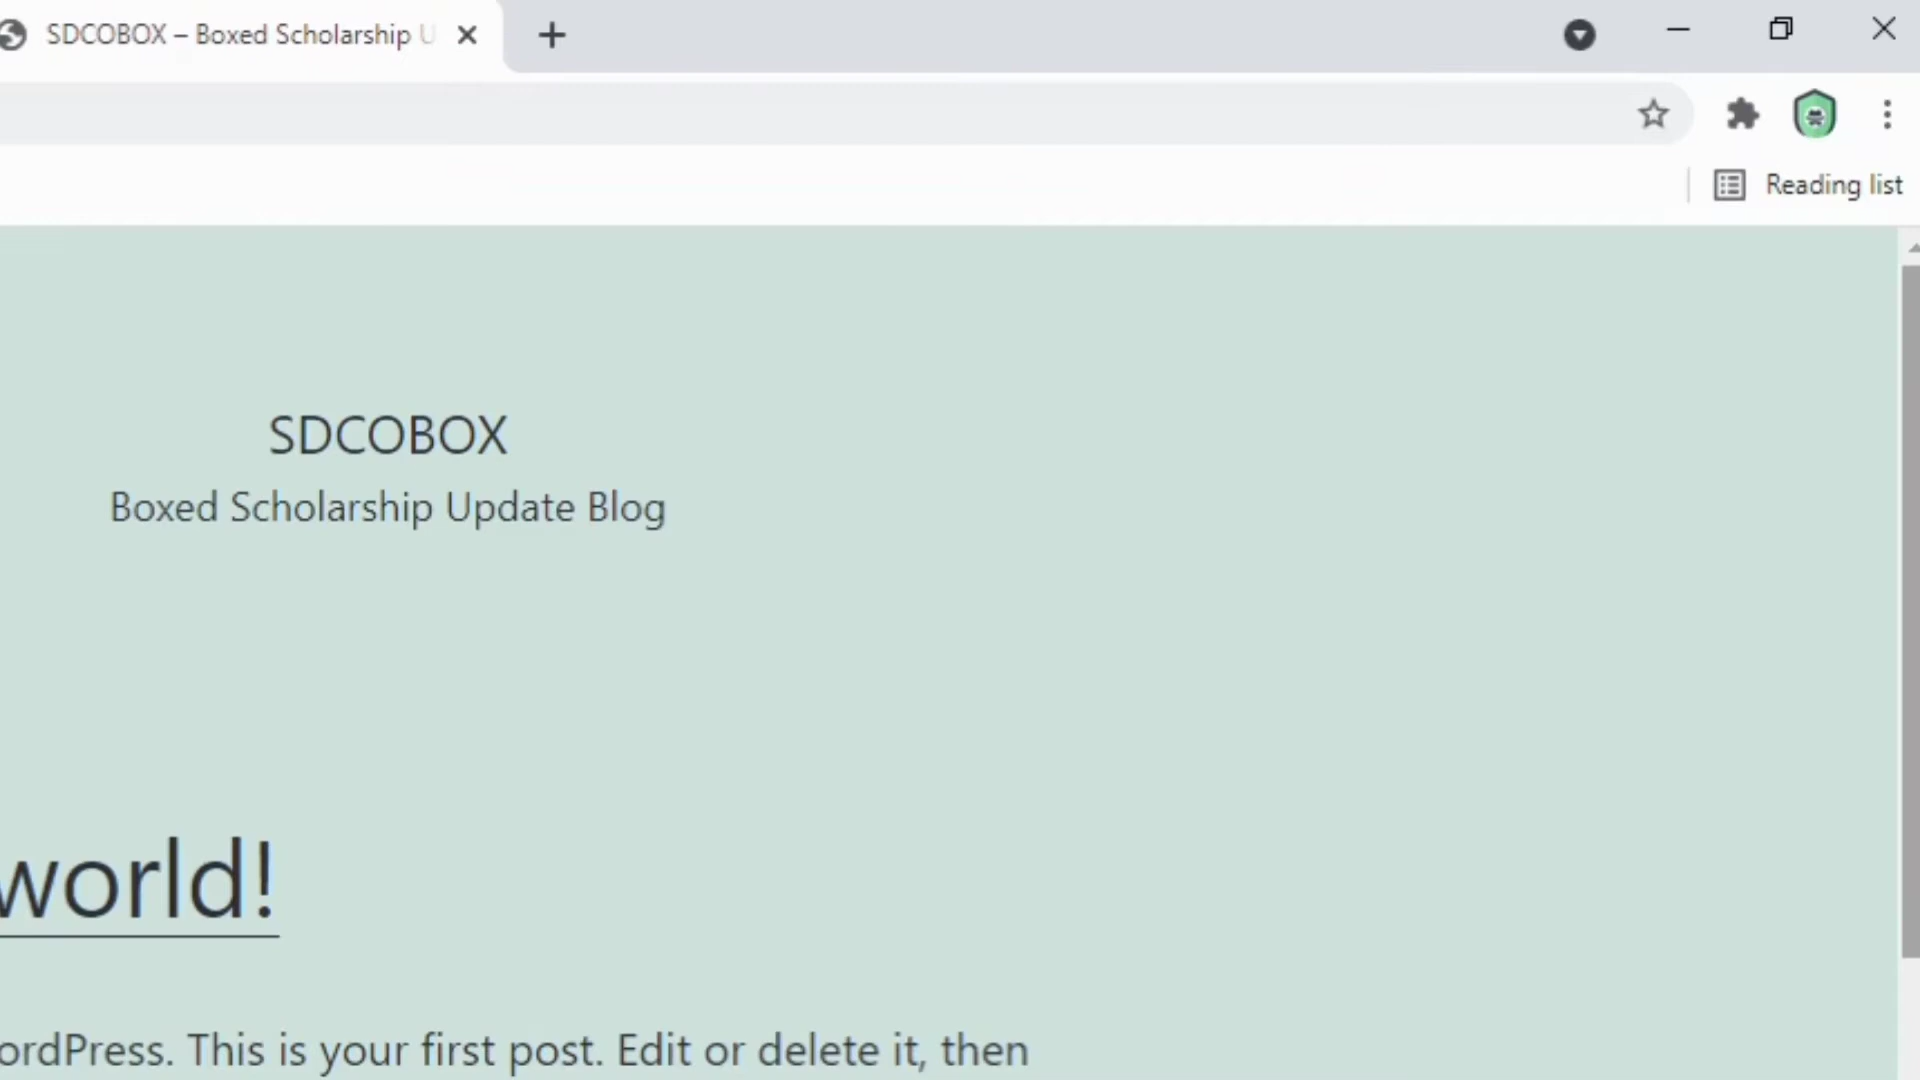 SDCOBOX – Boxed Scholarship U
Reading list
SDCOBOX
Boxed Scholarship Update Blog
world!
ordPress. This is your first post. Edit or delete it, then